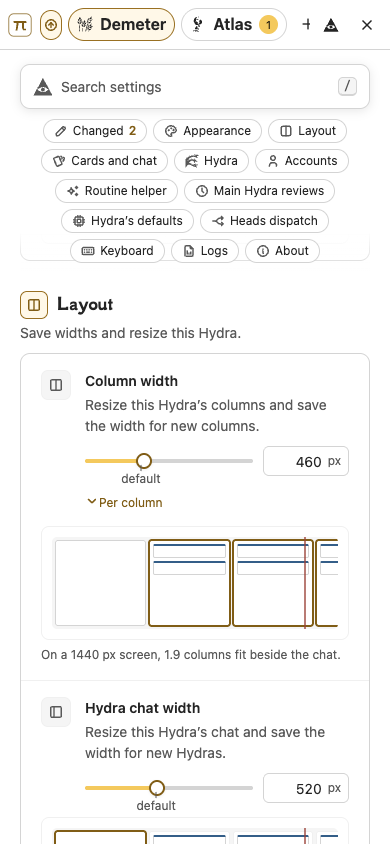 π
Demeter
Atlas
1
Search settings
/
Changed 2
Appearance
Layout
Cards and chat
Hydra
Accounts
Routine helper
Main Hydra reviews
Hydra's defaults
Heads dispatch
Keyboard
Logs
About
Layout
Save widths and resize this Hydra.
Column width
Resize this Hydra's columns and save
the width for new columns.
460 px
default
Per column
On a 1440 px screen, 1.9 columns fit beside the chat.
Hydra chat width
Resize this Hydra's chat and save the
width for new Hydras.
520 px
default